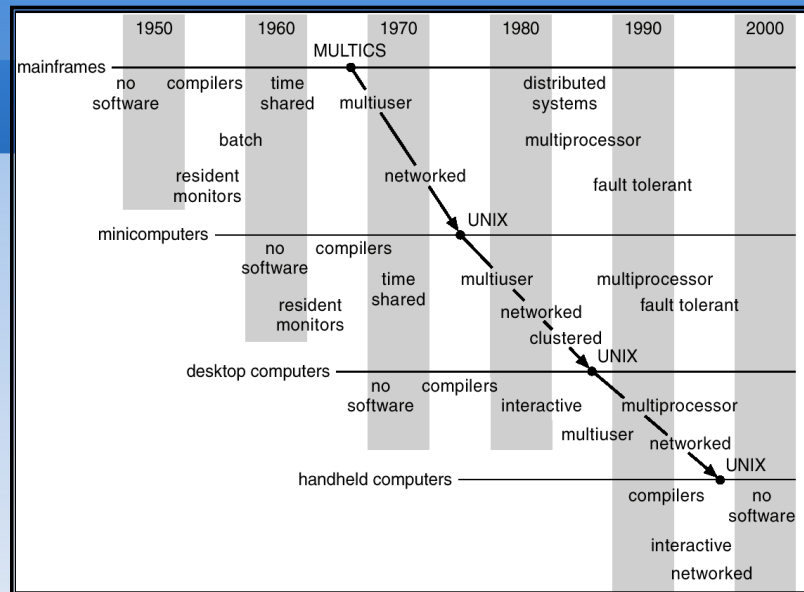 1950 1960 1970 1980 1990 2000
MULTICS
mainframes
no compilers time distributed
software shared multiuser systems
batch multiprocessor
resident networked fault tolerant
monitors
UNIX
minicomputers
no compilers
software time multiuser multiprocessor
shared
resident networked fault tolerant
monitors
clustered
UNIX
desktop computers
no compilers
software interactive multiprocessor
multiuser networked
UNIX
handheld computers
compilers no
software
interactive
networked